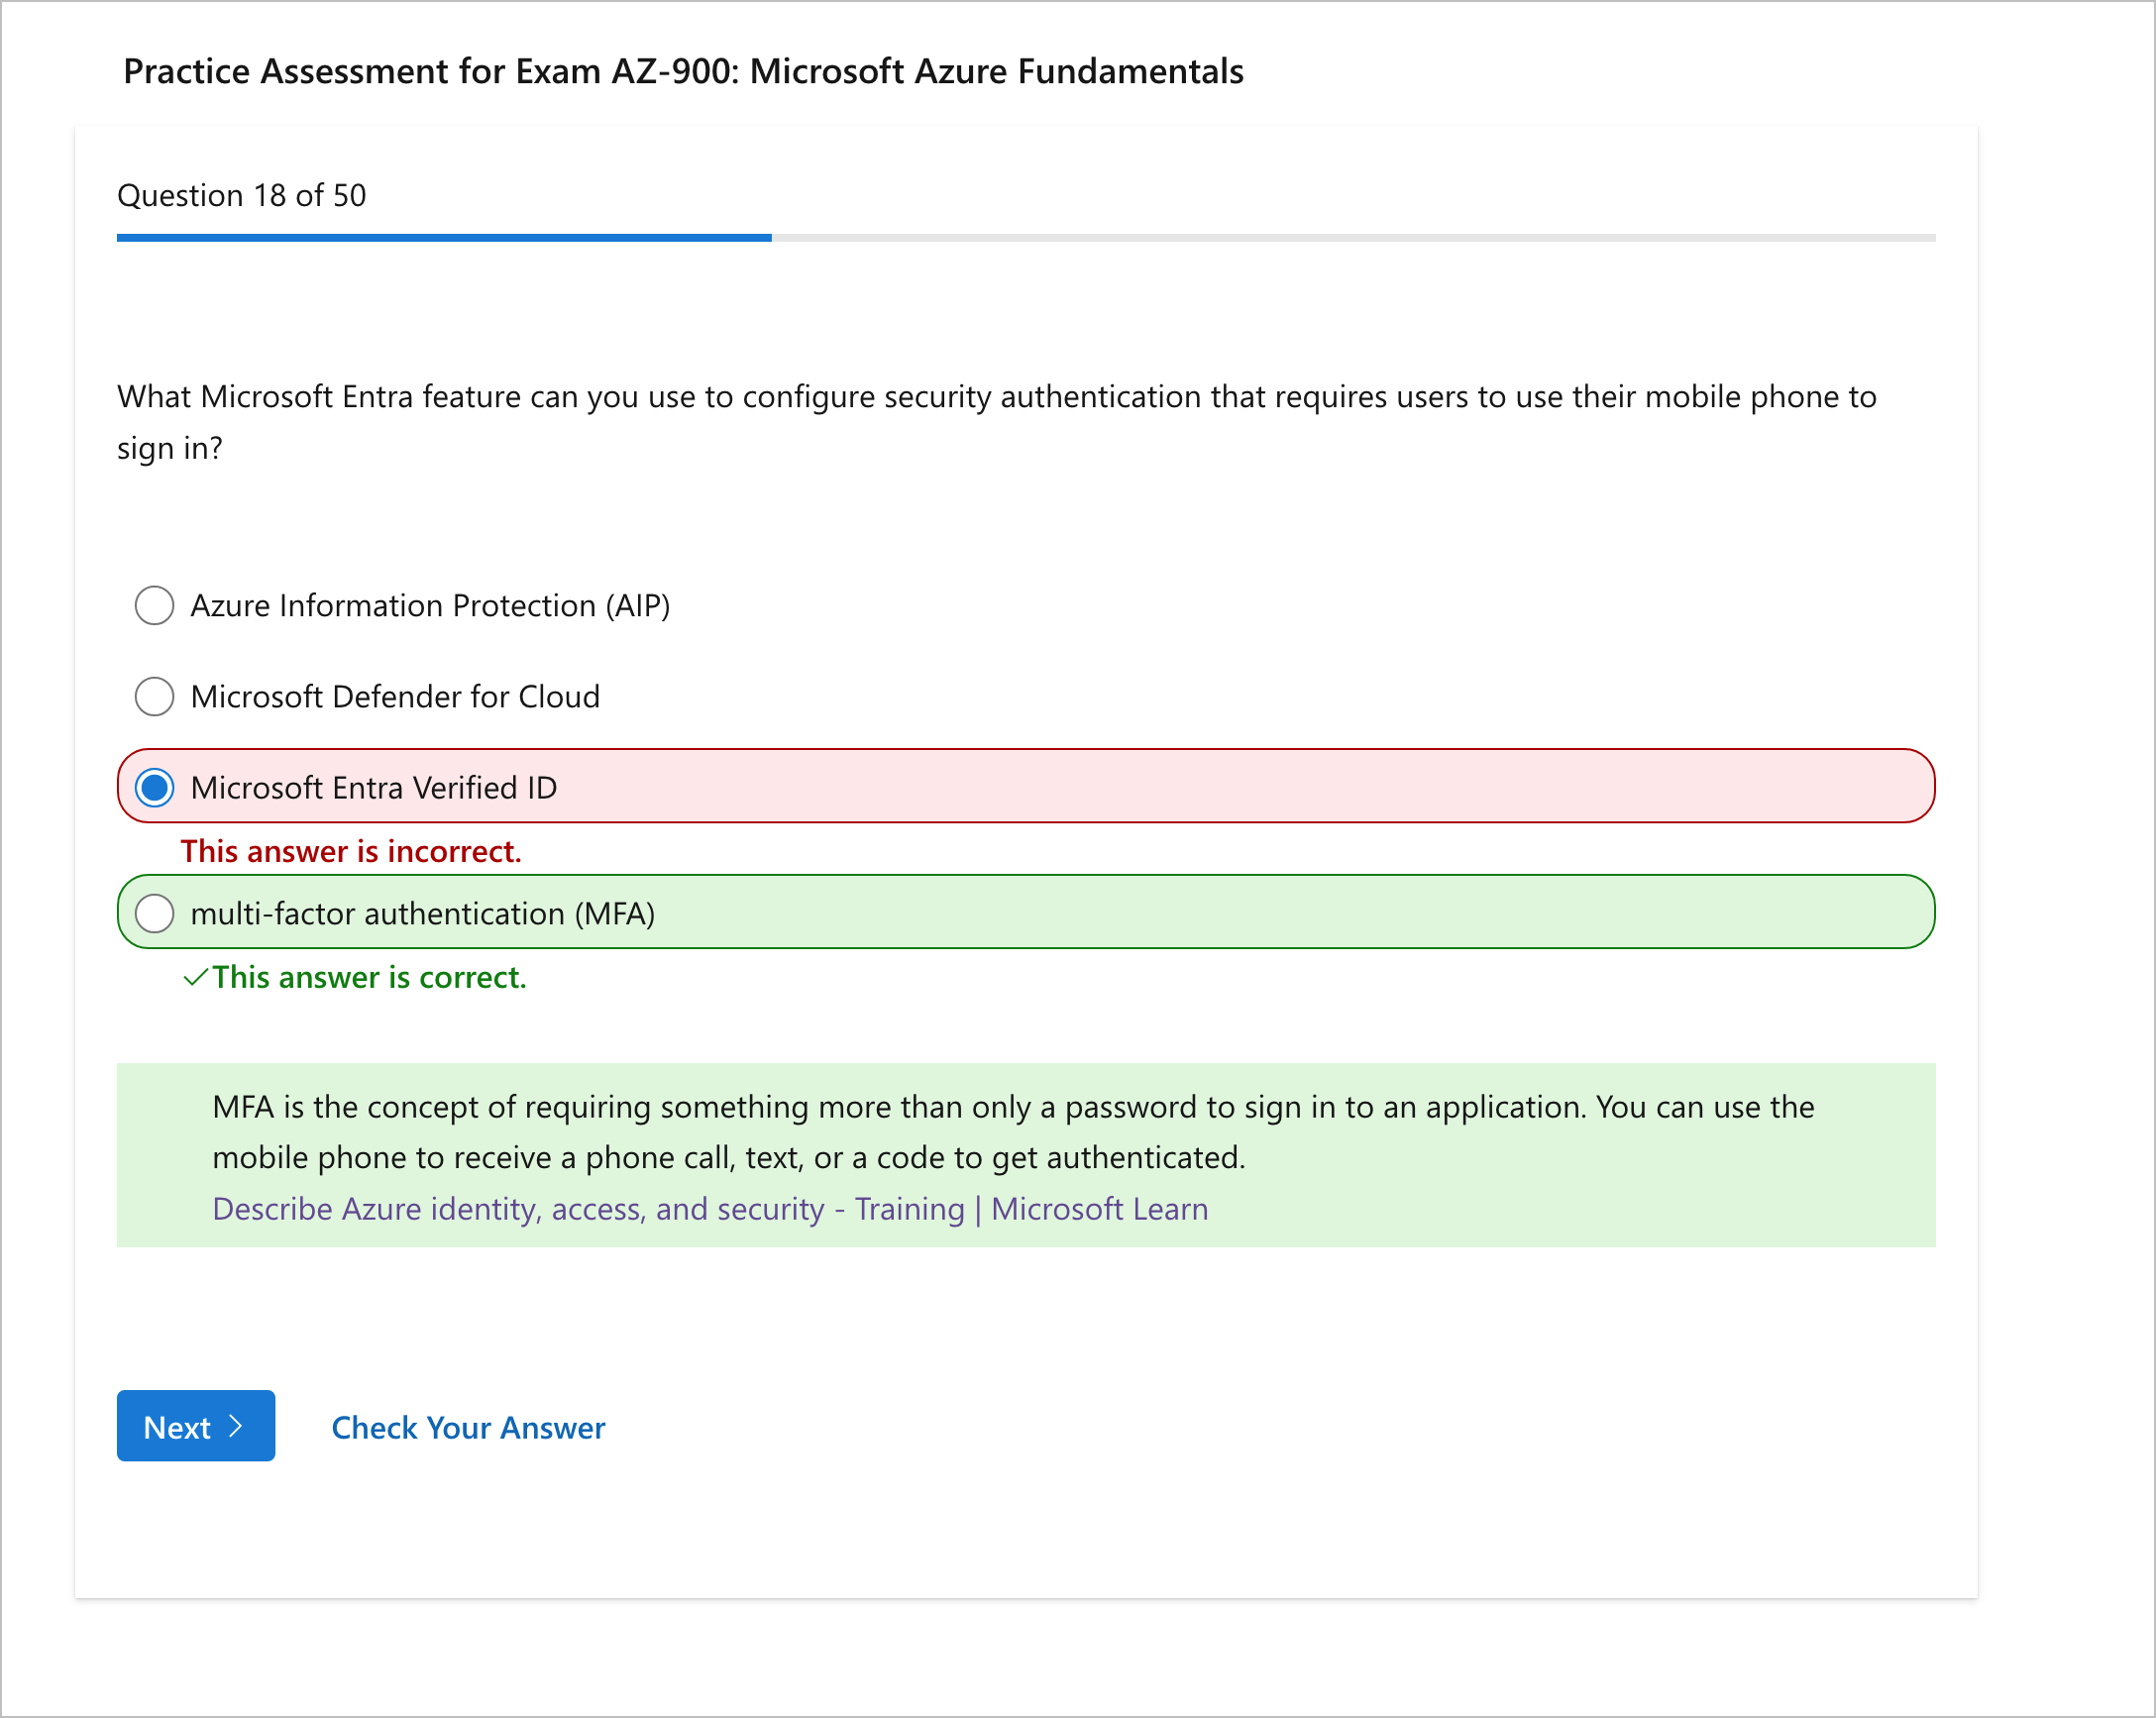 Practice Assessment for Exam AZ-900: Microsoft Azure Fundamentals
Question 18 of 50
What Microsoft Entra feature can you use to configure security authentication that requires users to use their mobile phone to
sign in?
Azure Information Protection (AIP)
Microsoft Defender for Cloud
Microsoft Entra Verified ID
This answer is incorrect.
multi-factor authentication (MFA)
This answer is correct.
MFA is the concept of requiring something more than only a password to sign in to an application. You can use the
mobile phone to receive a phone call, text, or a code to get authenticated.
Describe Azure identity, access, and security - Training | Microsoft Learn
Next
Check Your Answer